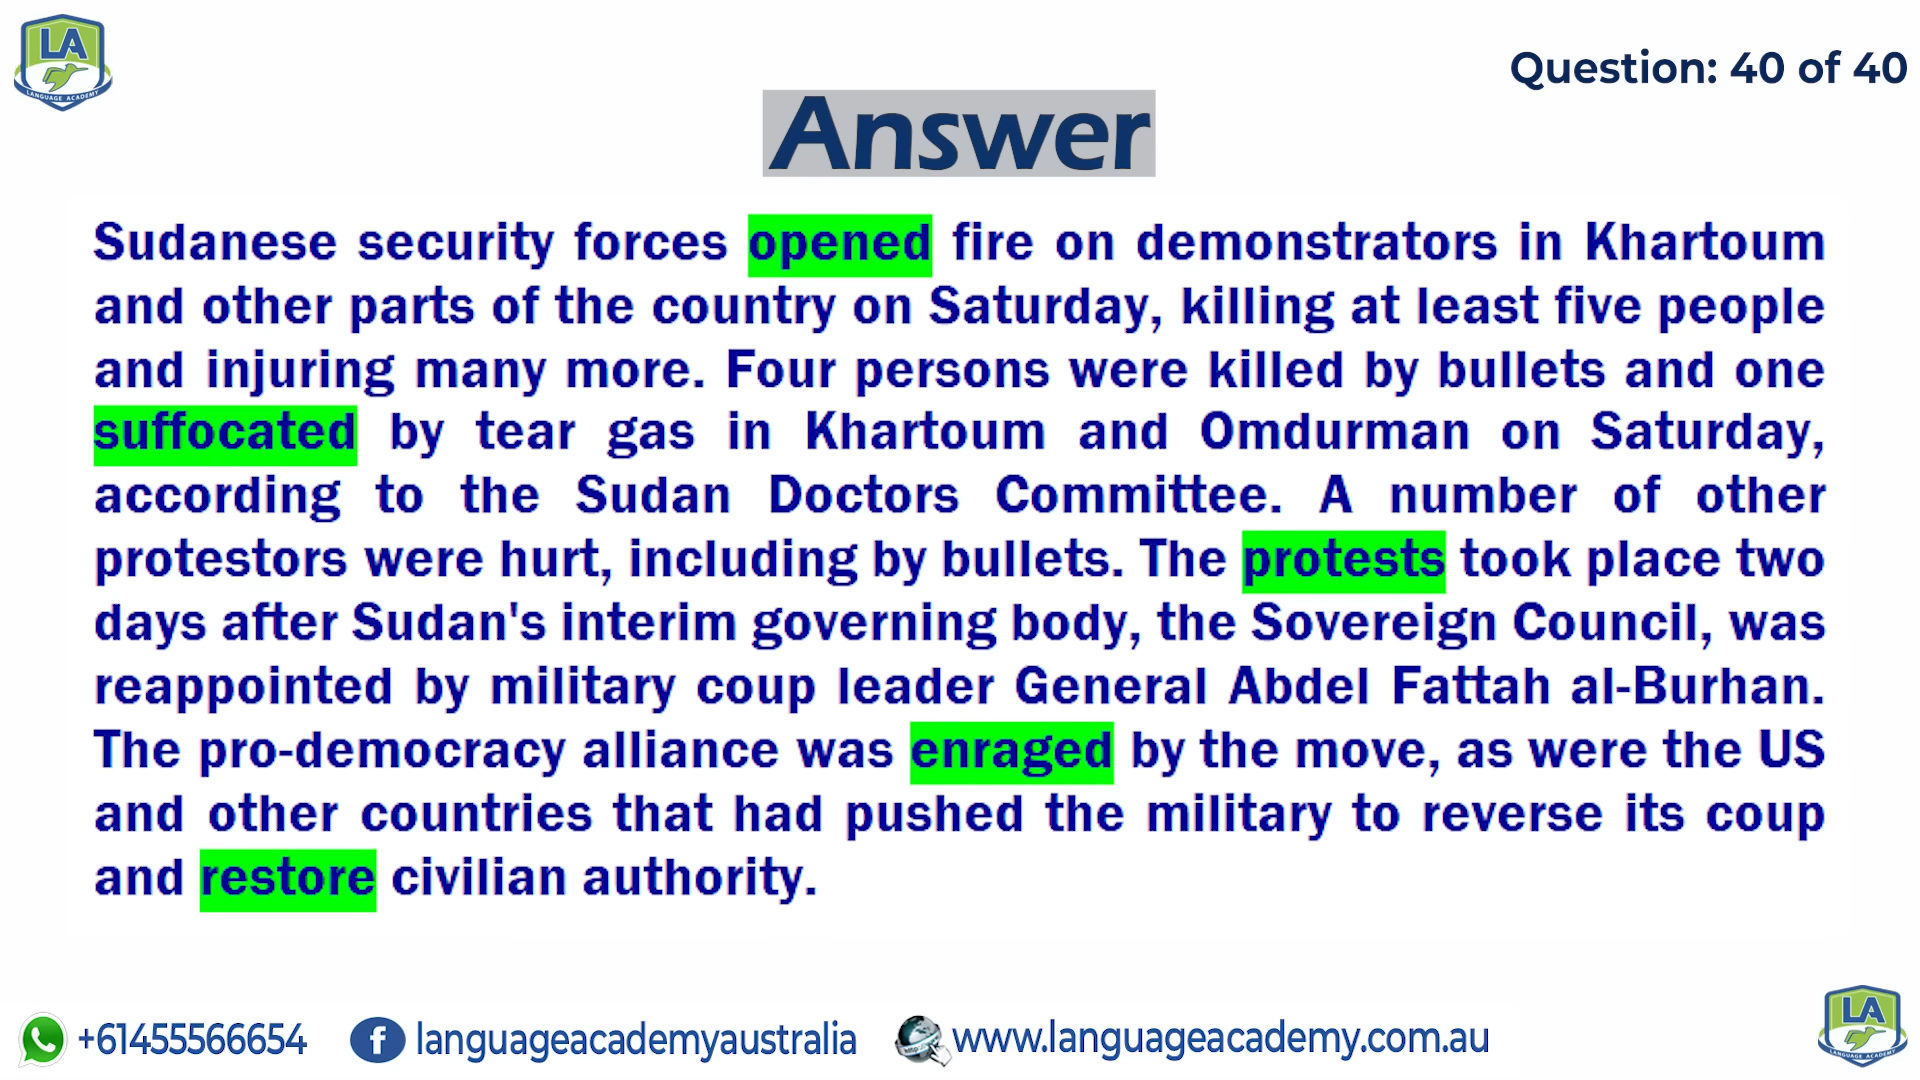 LA
LANGUAGE ACADEMY
Question: 40 of 40
Answer
Sudanese security forces opened fire on demonstrators in Khartoum
and other parts of the country on Saturday, killing at least five people
and injuring many more. Four persons were killed by bullets and one
suffocated by tear gas in Khartoum and Omdurman on Saturday,
according to the Sudan Doctors Committee. A number of other
protestors were hurt, including by bullets. The protests took place two
days after Sudan's interim governing body, the Sovereign Council, was
reappointed by military coup leader General Abdel Fattah al-Burhan.
The pro-democracy alliance was enraged by the move, as were the US
and other countries that had pushed the military to reverse its coup
and restore civilian authority.
+61455566654
f
languageacademyaustralia
http://
www.languageacademy.com.au
LA
LANGUAGE ACADEMY